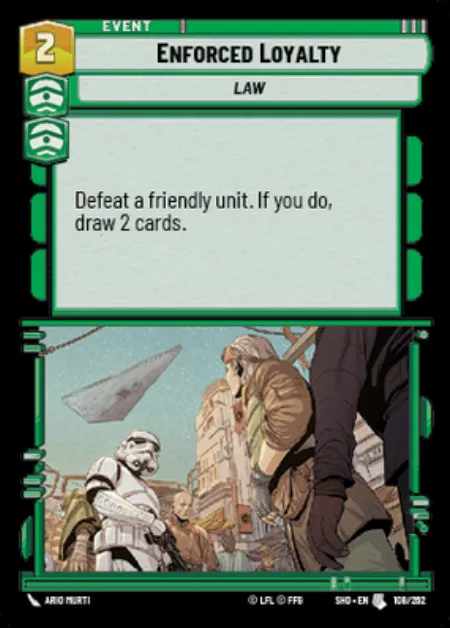 EVENT
2
ENFORCED LOYALTY
LAW
Defeat a friendly unit. If you do,
draw 2 cards.
ARIO MURTI
© LFL © FFG
SHD • EN
106/262